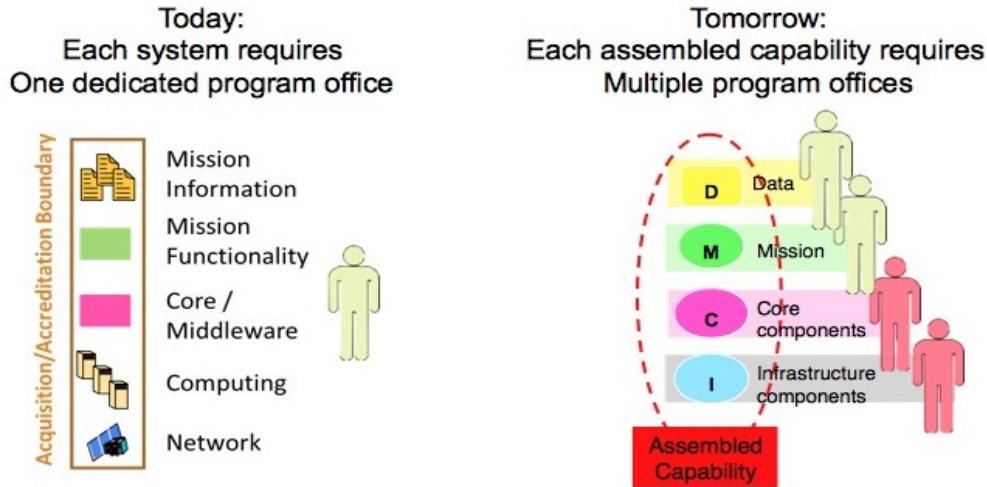 Today:
Each system requires
One dedicated program office
Acquisition/Accreditation Boundary
Mission
Information
Mission
Functionality
Core /
Middleware
Computing
Network
Tomorrow:
Each assembled capability requires
Multiple program offices
D Data
M Mission
C Core
components
I Infrastructure
components
Assembled
Capability